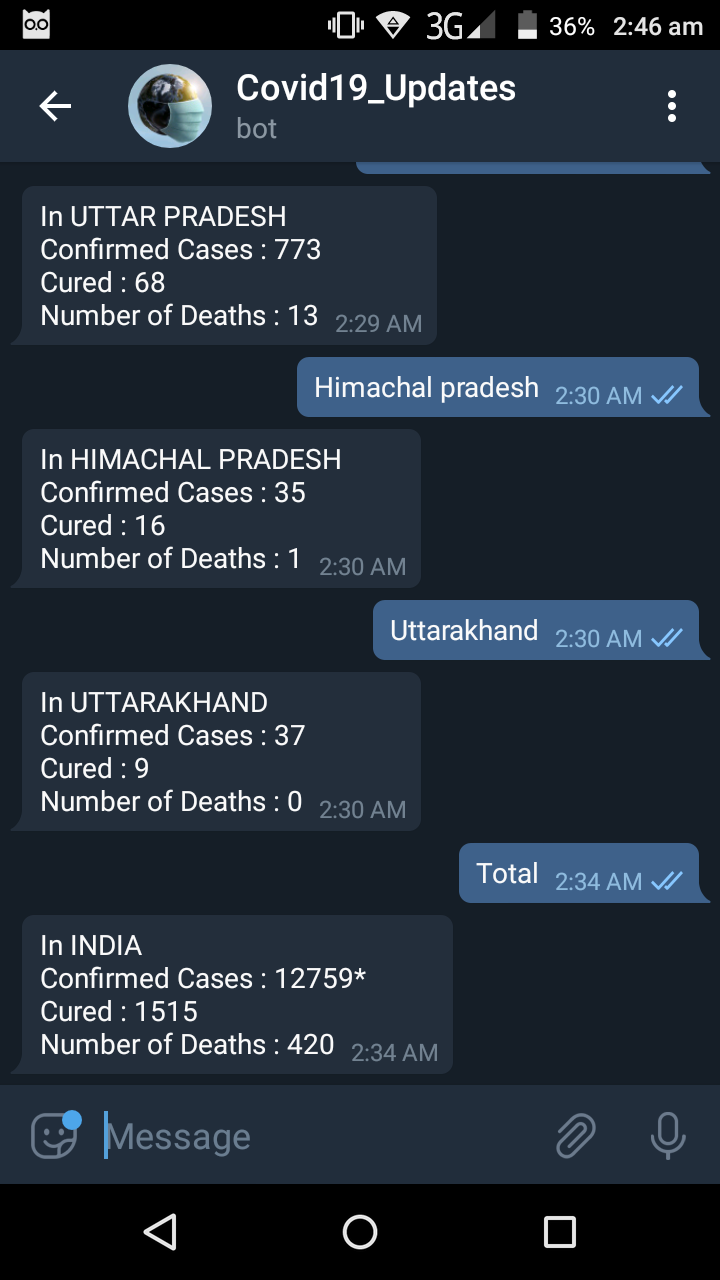 3G 36% 2:46 am
Covid19_Updates
bot
In UTTAR PRADESH
Confirmed Cases : 773
Cured : 68
Number of Deaths : 13 2:29 AM
Himachal pradesh 2:30 AM
In HIMACHAL PRADESH
Confirmed Cases : 35
Cured : 16
Number of Deaths : 1 2:30 AM
Uttarakhand 2:30 AM
In UTTARAKHAND
Confirmed Cases : 37
Cured : 9
Number of Deaths : 0 2:30 AM
Total 2:34 AM
In INDIA
Confirmed Cases : 12759*
Cured : 1515
Number of Deaths : 420 2:34 AM
Message